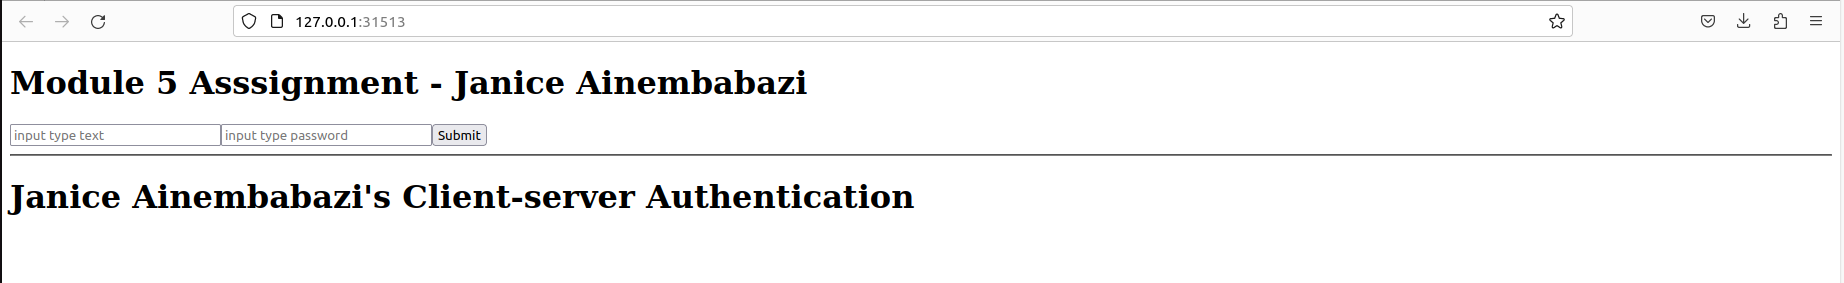 127.0.0.1:31513
Module 5 Asssignment - Janice Ainembabazi
input type text input type password Submit
Janice Ainembabazi's Client-server Authentication